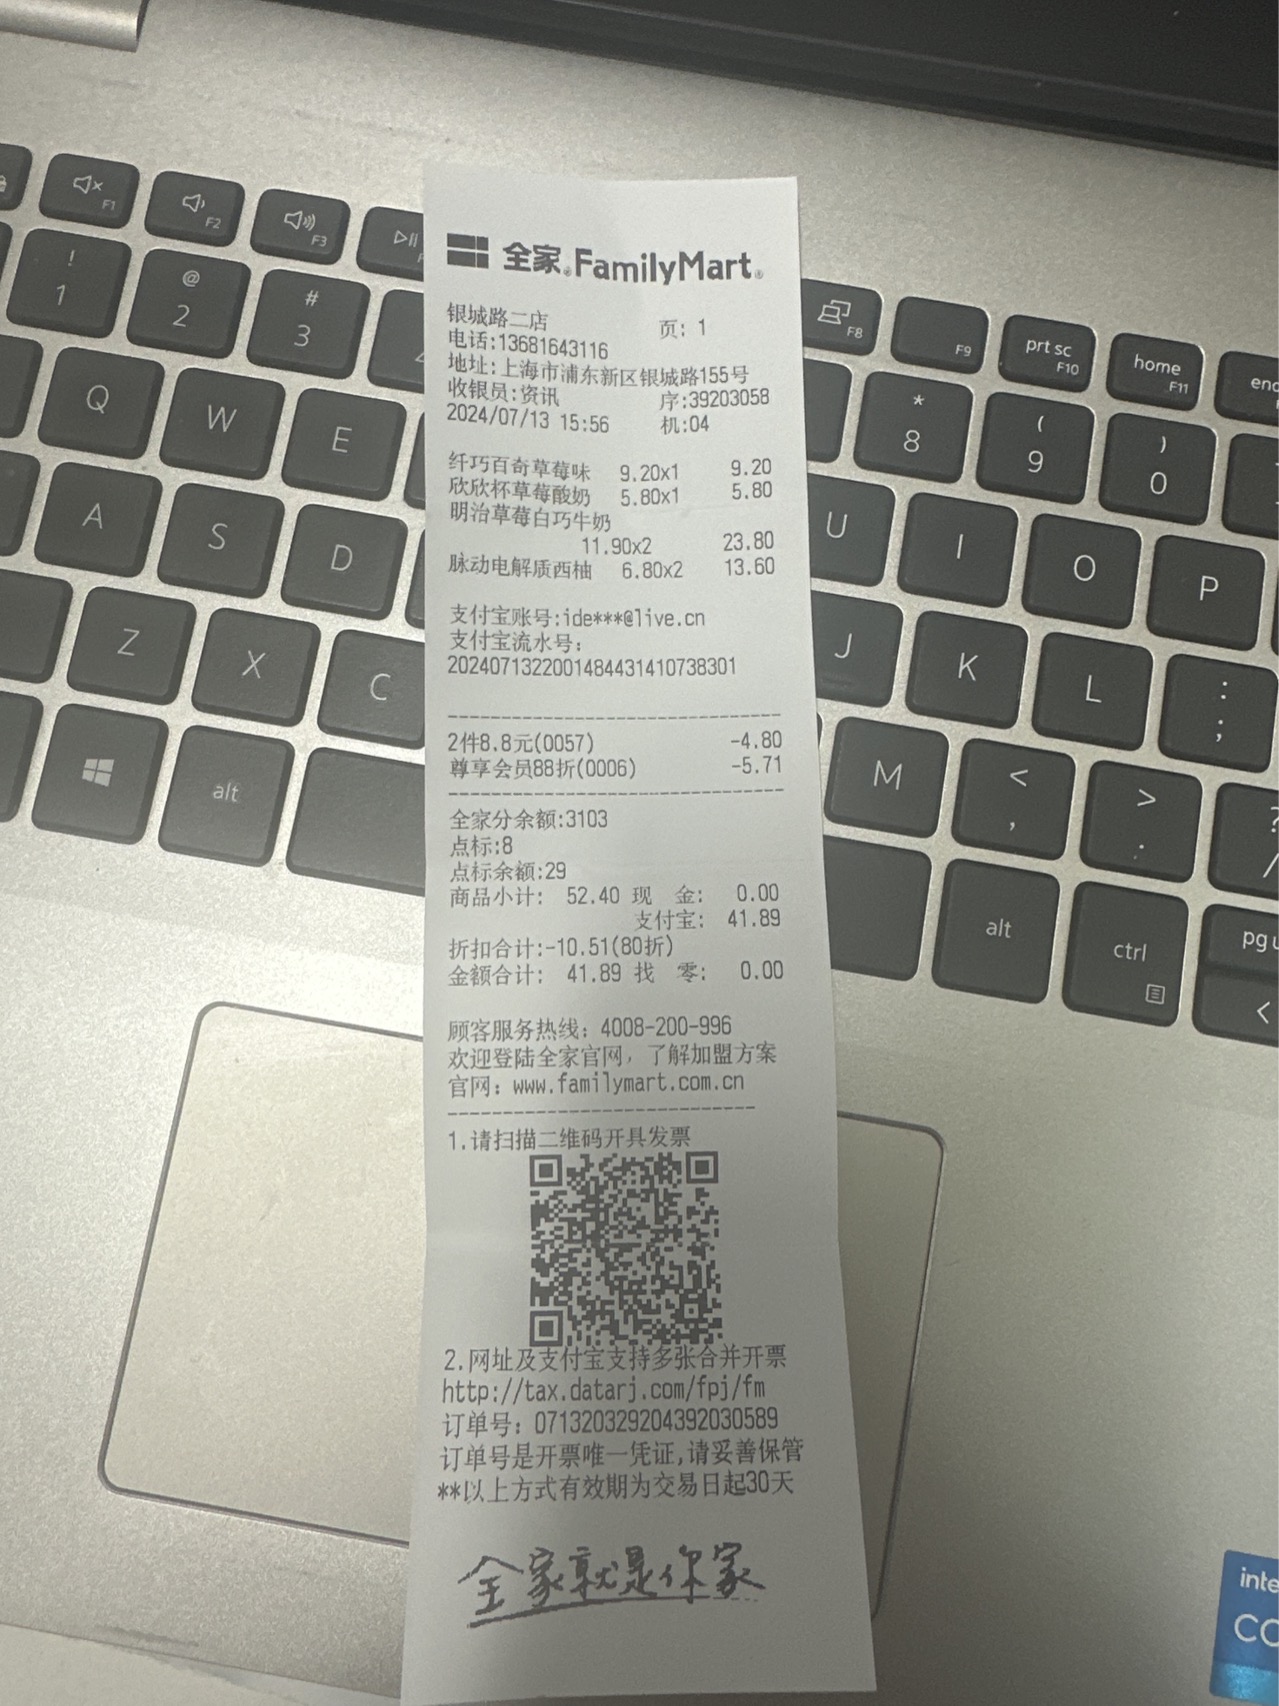 全家 FamilyMart
银城路二店 页: 1
电话:13681643116
地址:上海市浦东新区银城路155号
收银员:资讯 序:39203058
2024/07/13 15:56 机:04
纤巧百奇草莓味 9.20x1 9.20
欣欣杯草莓酸奶 5.80x1 5.80
明治草莓白巧牛奶
11.90x2 23.80
脉动电解质西柚 6.80x2 13.60
支付宝账号:ide***@live.cn
支付宝流水号:
2024071322001484431410738301
2件8.8元(0057) -4.80
尊享会员88折(0006) -5.71
全家分余额:3103
点标:8
点标余额:29
商品小计: 52.40 现 金: 0.00
支付宝: 41.89
折扣合计:-10.51(80折)
金额合计: 41.89 找 零: 0.00
顾客服务热线: 4008-200-996
欢迎登陆全家官网，了解加盟方案
官网: www.familymart.com.cn
1.请扫描二维码开具发票
2.网址及支付宝支持多张合并开票
http://tax.datarj.com/fpj/fm
订单号: 071320329204392030589
订单号是开票唯一凭证,请妥善保管
**以上方式有效期为交易日起30天
全家就是你家
F1 F2 F3 F8 F9 prt sc F10 home F11
! 1 @ 2 # 3 * 8 ( 9 ) 0
Q W E U I O P
A S D J K L : ;
Z X C M < , > .
alt alt ctrl